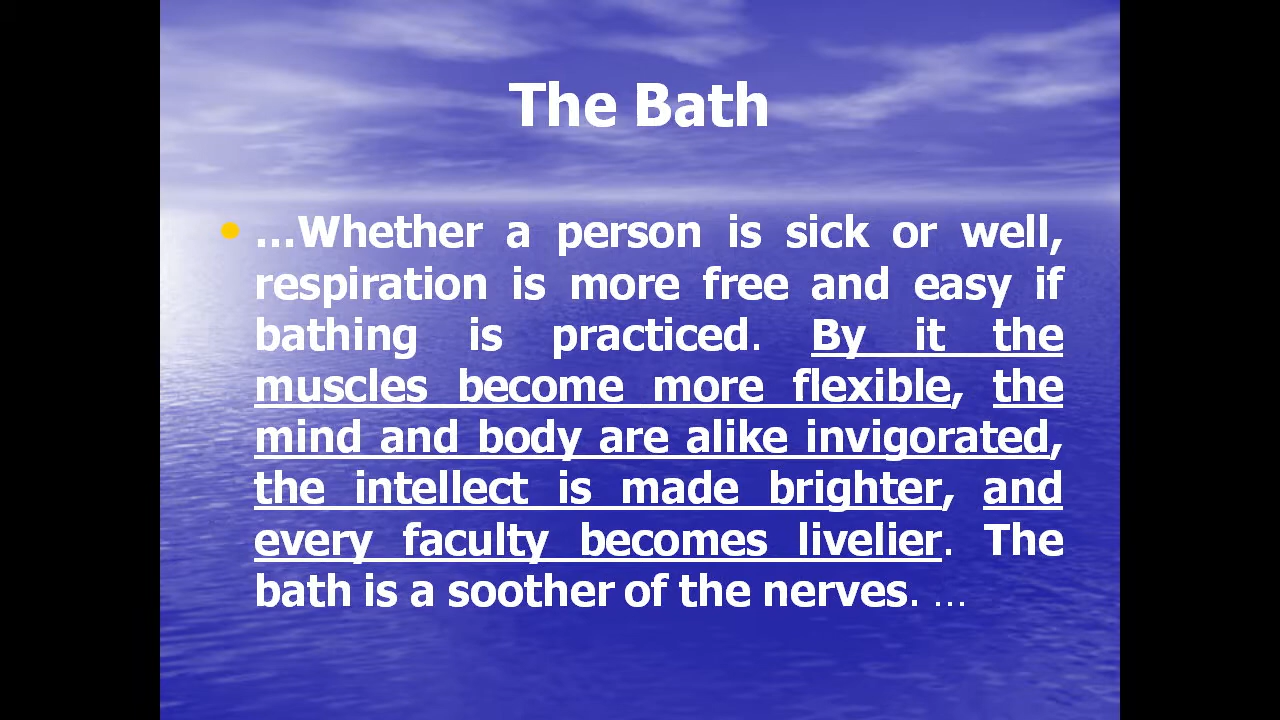 The Bath
• ...Whether a person is sick or well,
respiration is more free and easy if
bathing is practiced. By it the
muscles become more flexible, the
mind and body are alike invigorated,
the intellect is made brighter, and
every faculty becomes livelier. The
bath is a soother of the nerves. ...